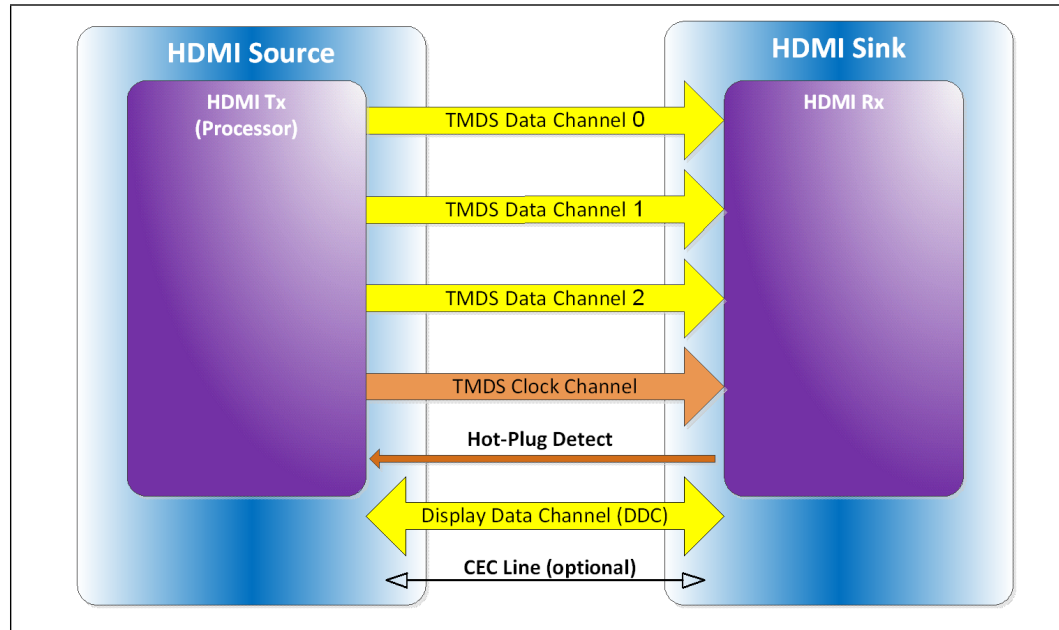 HDMI Source
HDMI Sink
HDMI Tx
(Processor)
HDMI Rx
TMDS Data Channel 0
TMDS Data Channel 1
TMDS Data Channel 2
TMDS Clock Channel
Hot-Plug Detect
Display Data Channel (DDC)
CEC Line (optional)